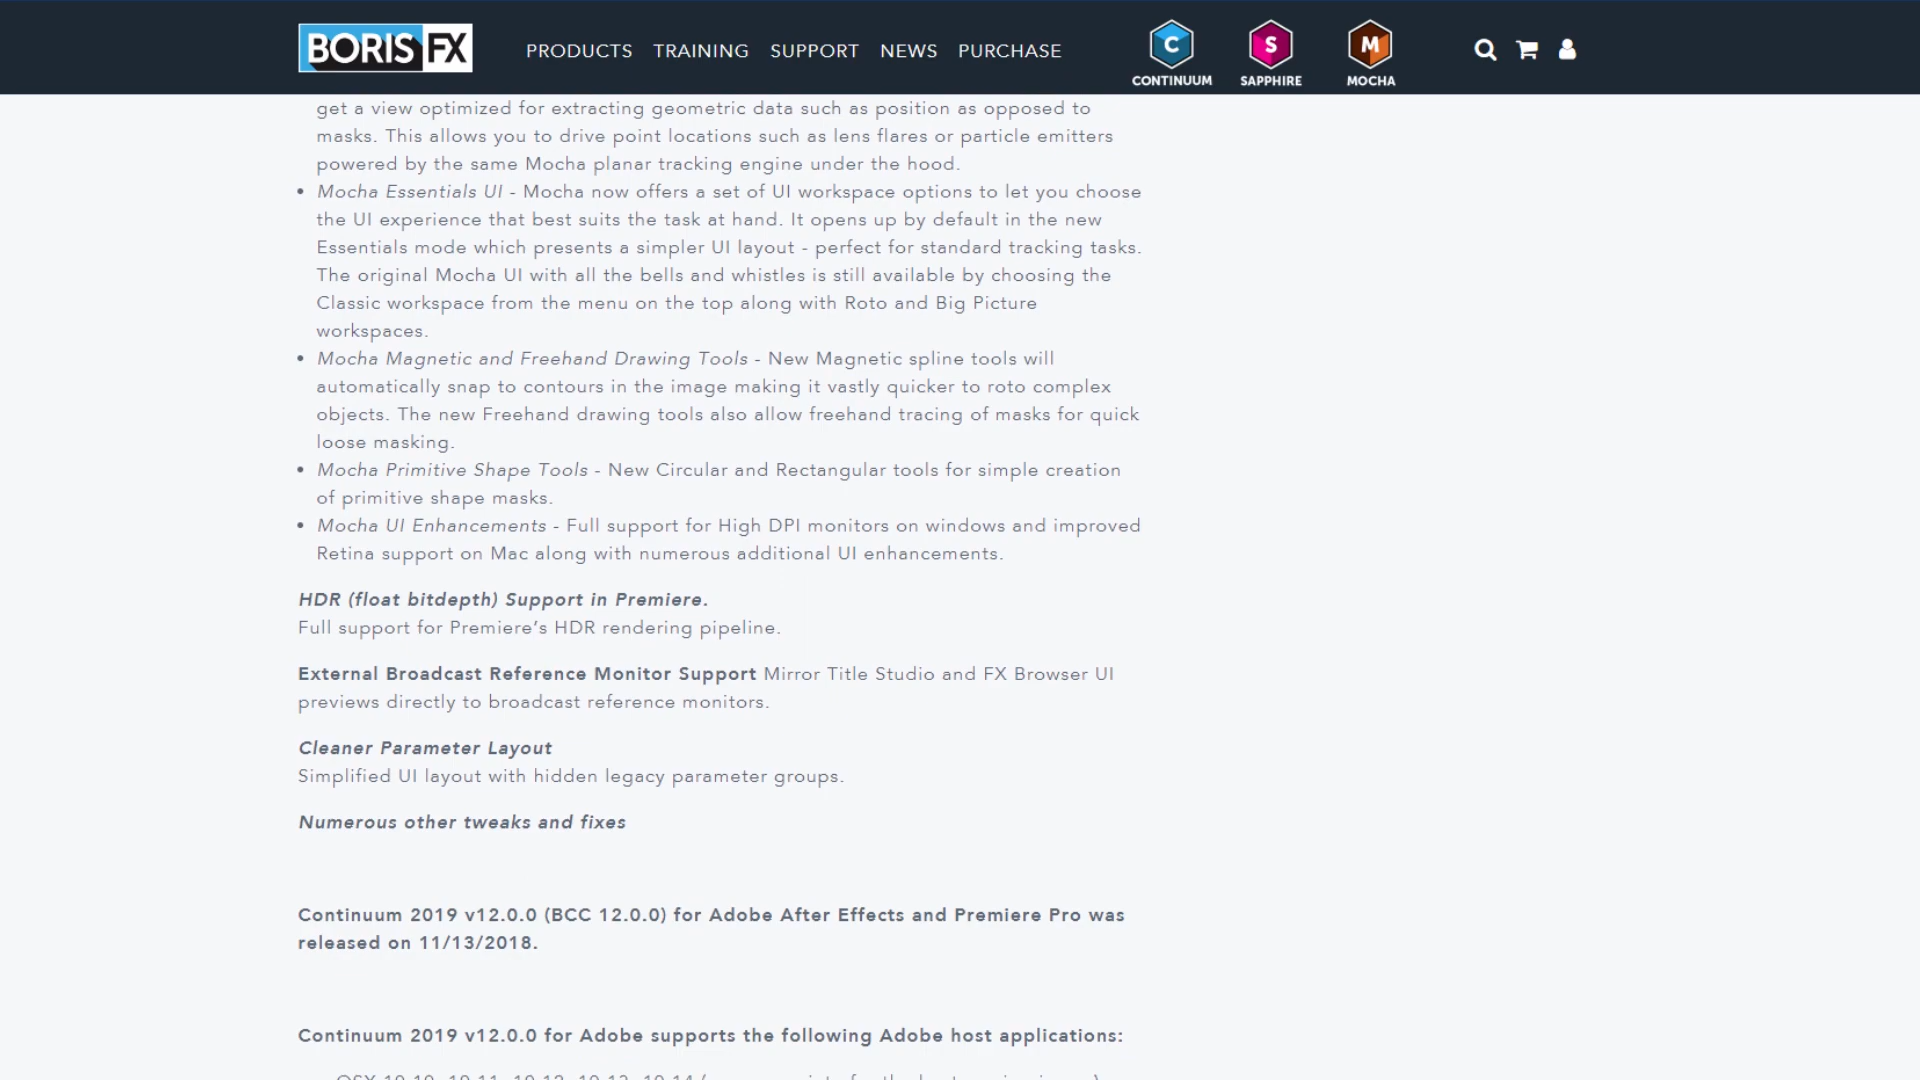 BORIS FX
PRODUCTS TRAINING SUPPORT NEWS PURCHASE
C S M
CONTINUUM SAPPHIRE MOCHA
get a view optimized for extracting geometric data such as position as opposed to
masks. This allows you to drive point locations such as lens flares or particle emitters
powered by the same Mocha planar tracking engine under the hood.
• Mocha Essentials UI - Mocha now offers a set of UI workspace options to let you choose
the UI experience that best suits the task at hand. It opens up by default in the new
Essentials mode which presents a simpler UI layout - perfect for standard tracking tasks.
The original Mocha UI with all the bells and whistles is still available by choosing the
Classic workspace from the menu on the top along with Roto and Big Picture
workspaces.
• Mocha Magnetic and Freehand Drawing Tools - New Magnetic spline tools will
automatically snap to contours in the image making it vastly quicker to roto complex
objects. The new Freehand drawing tools also allow freehand tracing of masks for quick
loose masking.
• Mocha Primitive Shape Tools - New Circular and Rectangular tools for simple creation
of primitive shape masks.
• Mocha UI Enhancements - Full support for High DPI monitors on windows and improved
Retina support on Mac along with numerous additional UI enhancements.
HDR (float bitdepth) Support in Premiere.
Full support for Premiere’s HDR rendering pipeline.
External Broadcast Reference Monitor Support Mirror Title Studio and FX Browser UI
previews directly to broadcast reference monitors.
Cleaner Parameter Layout
Simplified UI layout with hidden legacy parameter groups.
Numerous other tweaks and fixes
Continuum 2019 v12.0.0 (BCC 12.0.0) for Adobe After Effects and Premiere Pro was
released on 11/13/2018.
Continuum 2019 v12.0.0 for Adobe supports the following Adobe host applications:
OSX 10.10, 10.11, 10.12, 10.13, 10.14